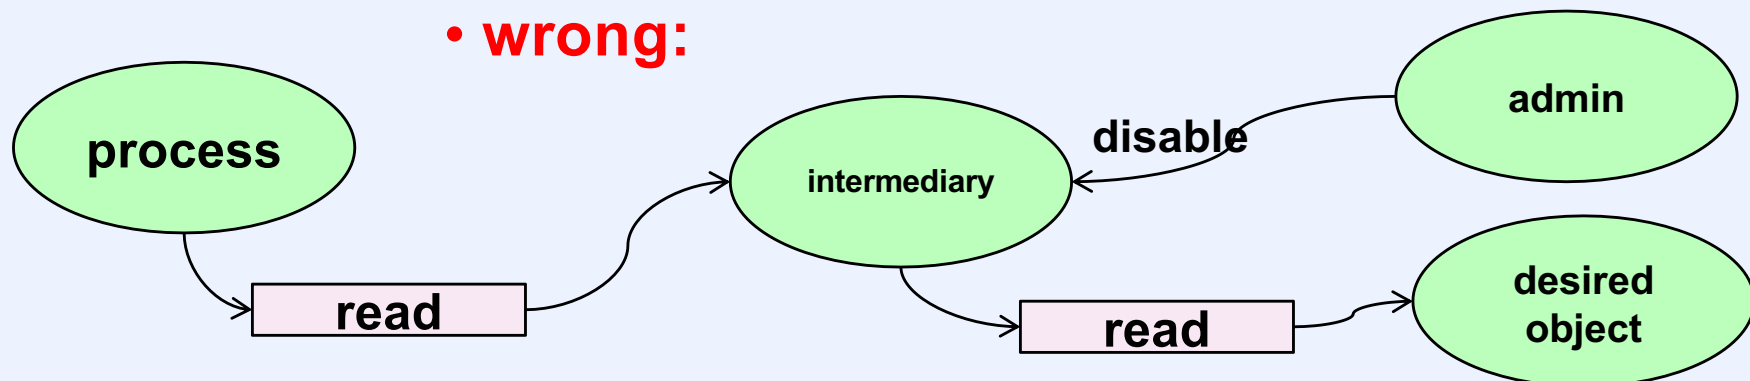 • wrong:
process
intermediary
disable
admin
read
read
desired
object